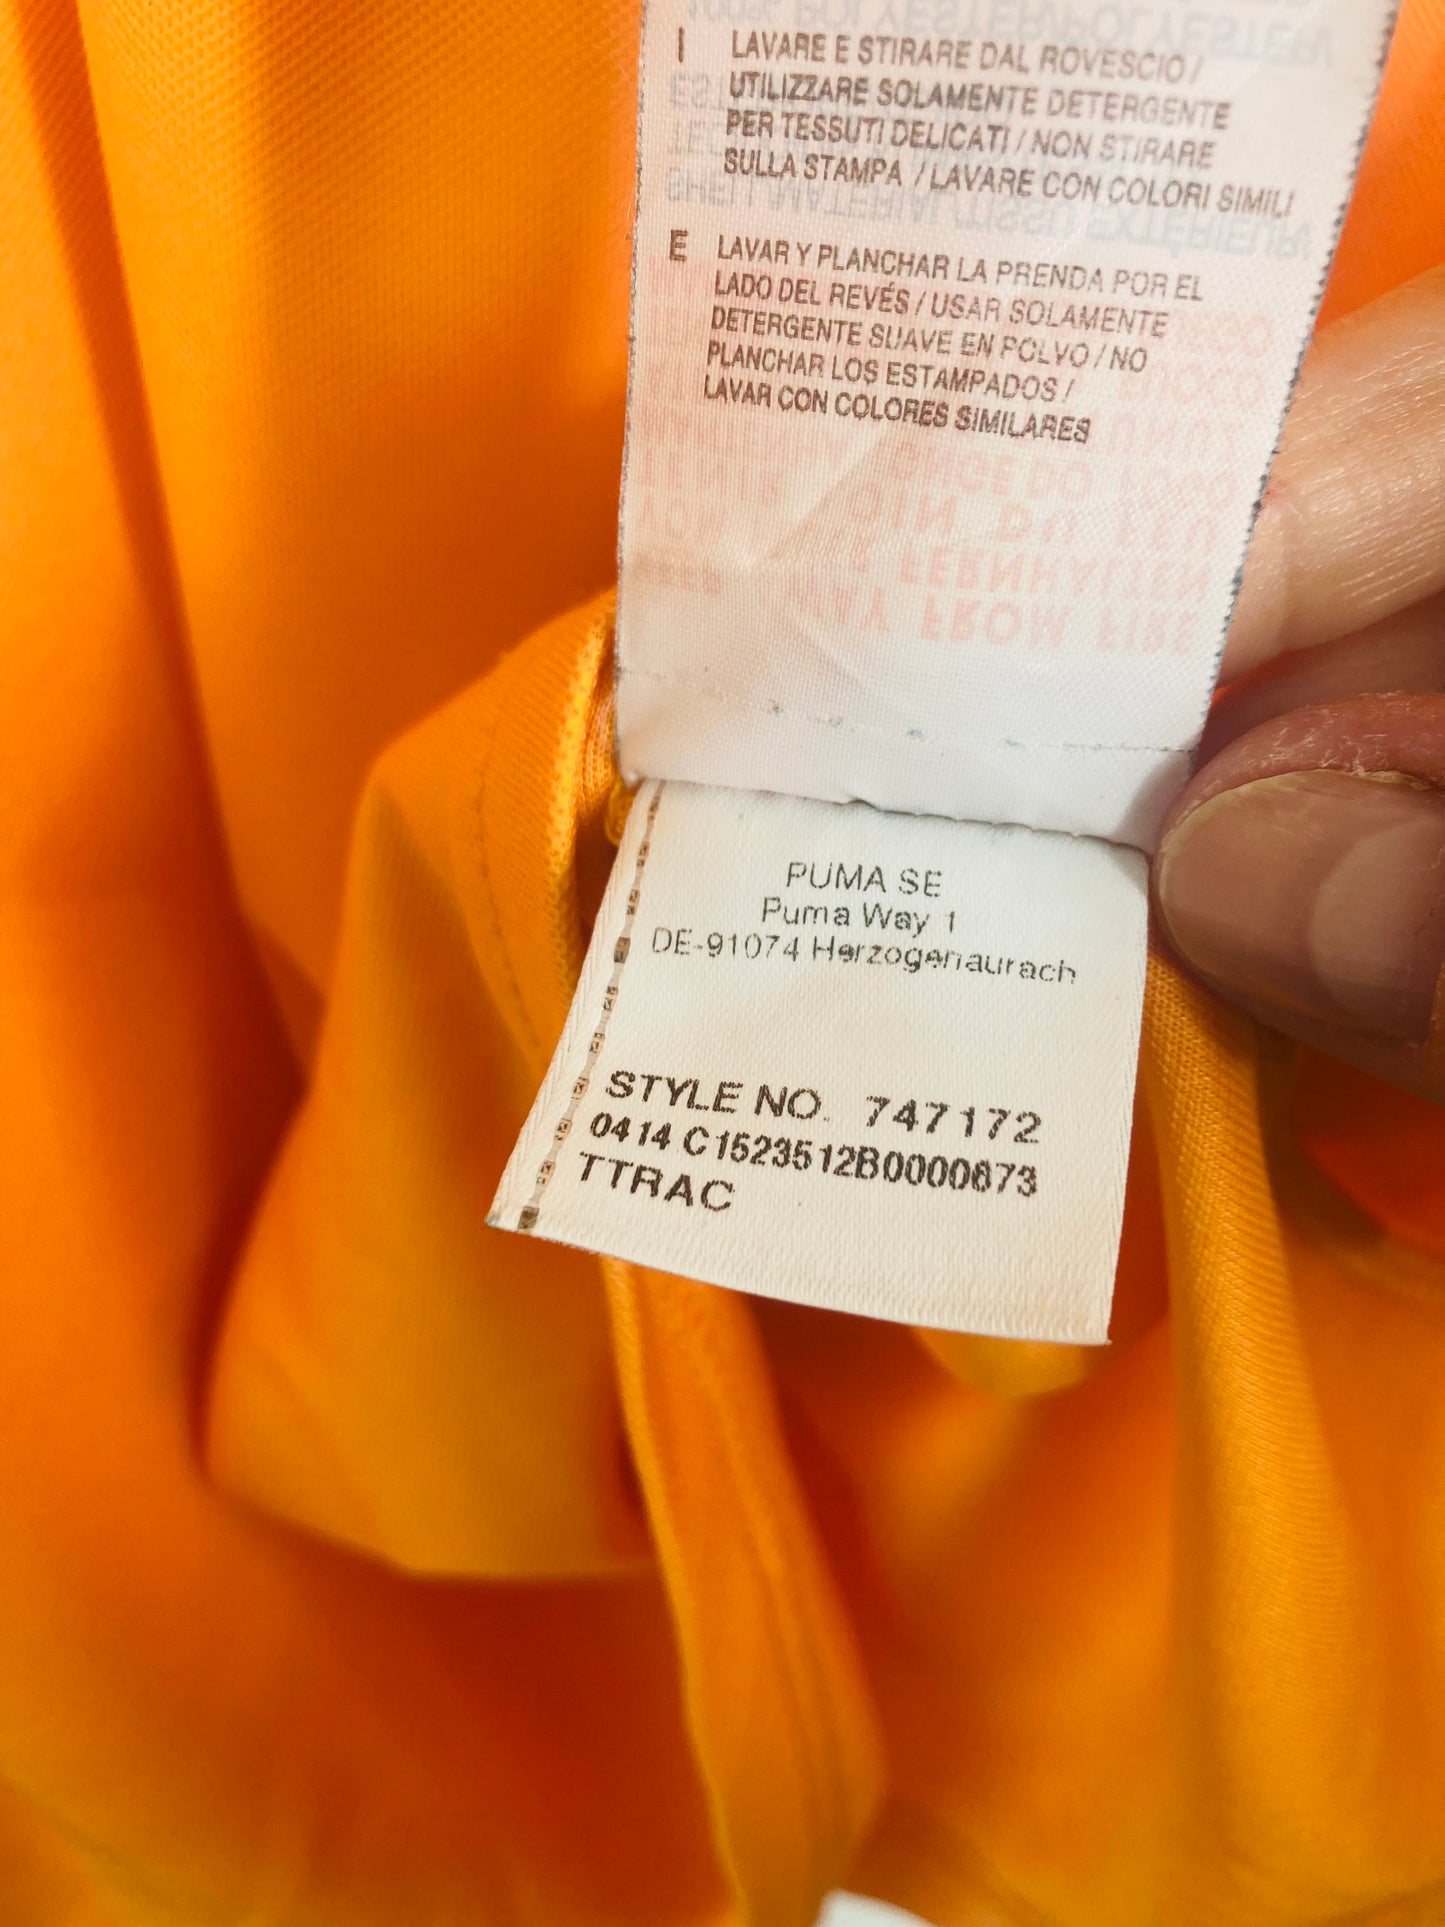 I LAVARE E STIRARE DAL ROVESCIO /
UTILIZZARE SOLAMENTE DETERGENTE
PER TESSUTI DELICATI / NON STIRARE
SULLA STAMPA / LAVARE CON COLORI SIMILI
E LAVAR Y PLANCHAR LA PRENDA POR EL
LADO DEL REVÉS / USAR SOLAMENTE
DETERGENTE SUAVE EN POLVO / NO
PLANCHAR LOS ESTAMPADOS /
LAVAR CON COLORES SIMILARES
PUMA SE
Puma Way 1
DE-91074 Herzogenaurach
STYLE NO. 747172
0414 C1523512B0000673
TTRAC